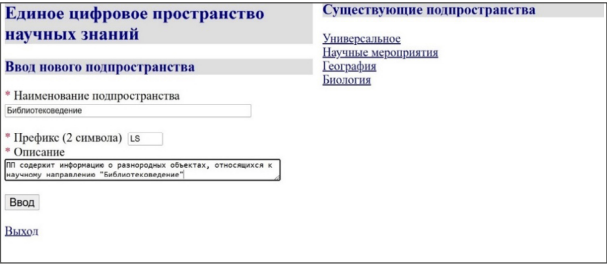 Единое цифровое пространство
научных знаний
Ввод нового подпространства
* Наименование подпространства
Библиотековедение
* Префикс (2 символа) LS
* Описание
ПП содержит информацию о разнородных объектах, относящихся к
научному направлению "Библиотековедение"
Ввод
Выход
Существующие подпространства
Универсальное
Научные мероприятия
География
Биология